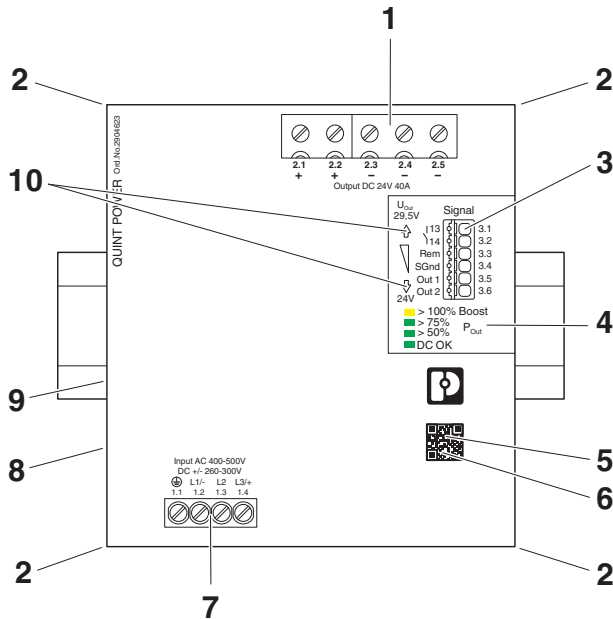 1
2
2
2.1 2.2 2.3 2.4 2.5
+ + – – –
Output DC 24V 40A
QUINT POWER Ord.No.2904623
10
3
U Out
29,5V
Signal
13 3.1
14 3.2
Rem 3.3
SGnd 3.4
Out 1 3.5
Out 2 3.6
24V
> 100% Boost
> 75%
> 50%
DC OK
P Out
4
9
8
5
6
Input AC 400-500V
DC +/- 260-300V
L1/- L2 L3/+
1.1 1.2 1.3 1.4
2
2
7